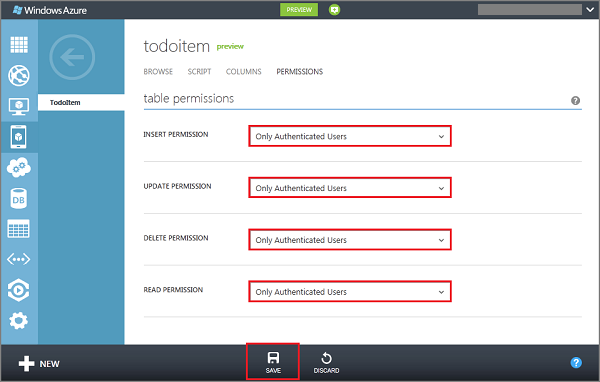 Windows Azure
PREVIEW
todoitem preview
BROWSE SCRIPT COLUMNS PERMISSIONS
TodoItem
table permissions
?
INSERT PERMISSION Only Authenticated Users
UPDATE PERMISSION Only Authenticated Users
DELETE PERMISSION Only Authenticated Users
READ PERMISSION Only Authenticated Users
DB
NEW SAVE DISCARD ?